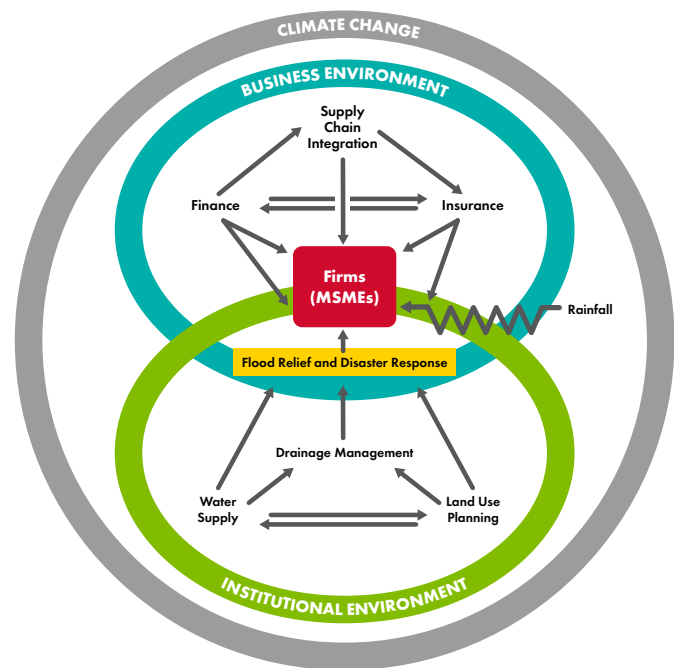 CLIMATE CHANGE
BUSINESS ENVIRONMENT
Supply
Chain
Integration
Finance
Insurance
Firms
(MSMEs)
Rainfall
Flood Relief and Disaster Response
Drainage Management
Water
Supply
Land Use
Planning
INSTITUTIONAL ENVIRONMENT